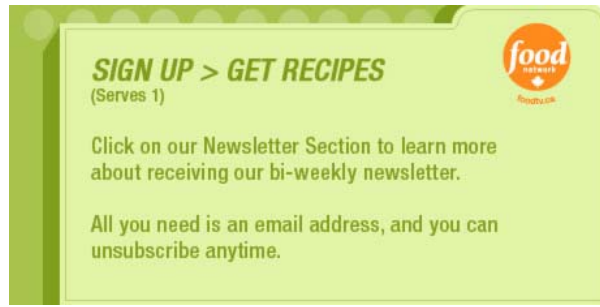 SIGN UP > GET RECIPES
(Serves 1)
food
network
foodtv.ca
Click on our Newsletter Section to learn more
about receiving our bi-weekly newsletter.
All you need is an email address, and you can
unsubscribe anytime.